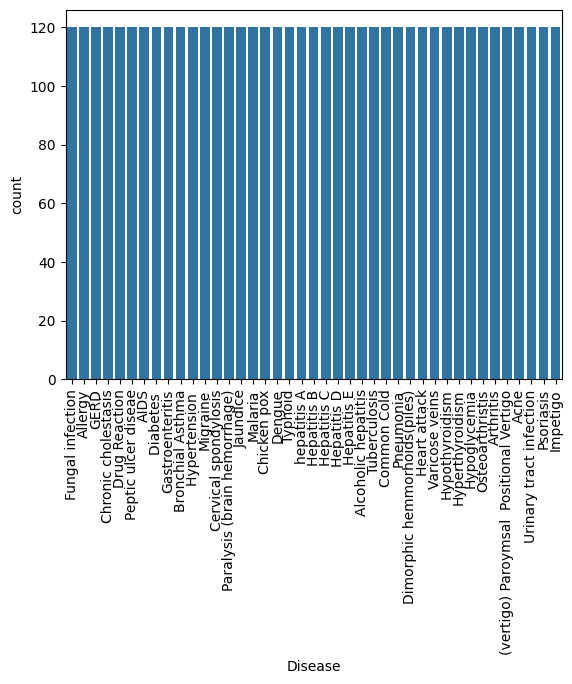 120
100
80
60
40
20
0
count
Fungal infection
Allergy
GERD
Chronic cholestasis
Drug Reaction
Peptic ulcer diseae
AIDS
Diabetes
Gastroenteritis
Bronchial Asthma
Hypertension
Migraine
Cervical spondylosis
Paralysis (brain hemorrhage)
Jaundice
Malaria
Chicken pox
Dengue
Typhoid
hepatitis A
Hepatitis B
Hepatitis C
Hepatitis D
Hepatitis E
Alcoholic hepatitis
Tuberculosis
Common Cold
Pneumonia
Dimorphic hemmorhoids(piles)
Heart attack
Varicose veins
Hypothyroidism
Hyperthyroidism
Hypoglycemia
Osteoarthristis
Arthritis
(vertigo) Paroymsal  Positional Vertigo
Acne
Urinary tract infection
Psoriasis
Impetigo
Disease